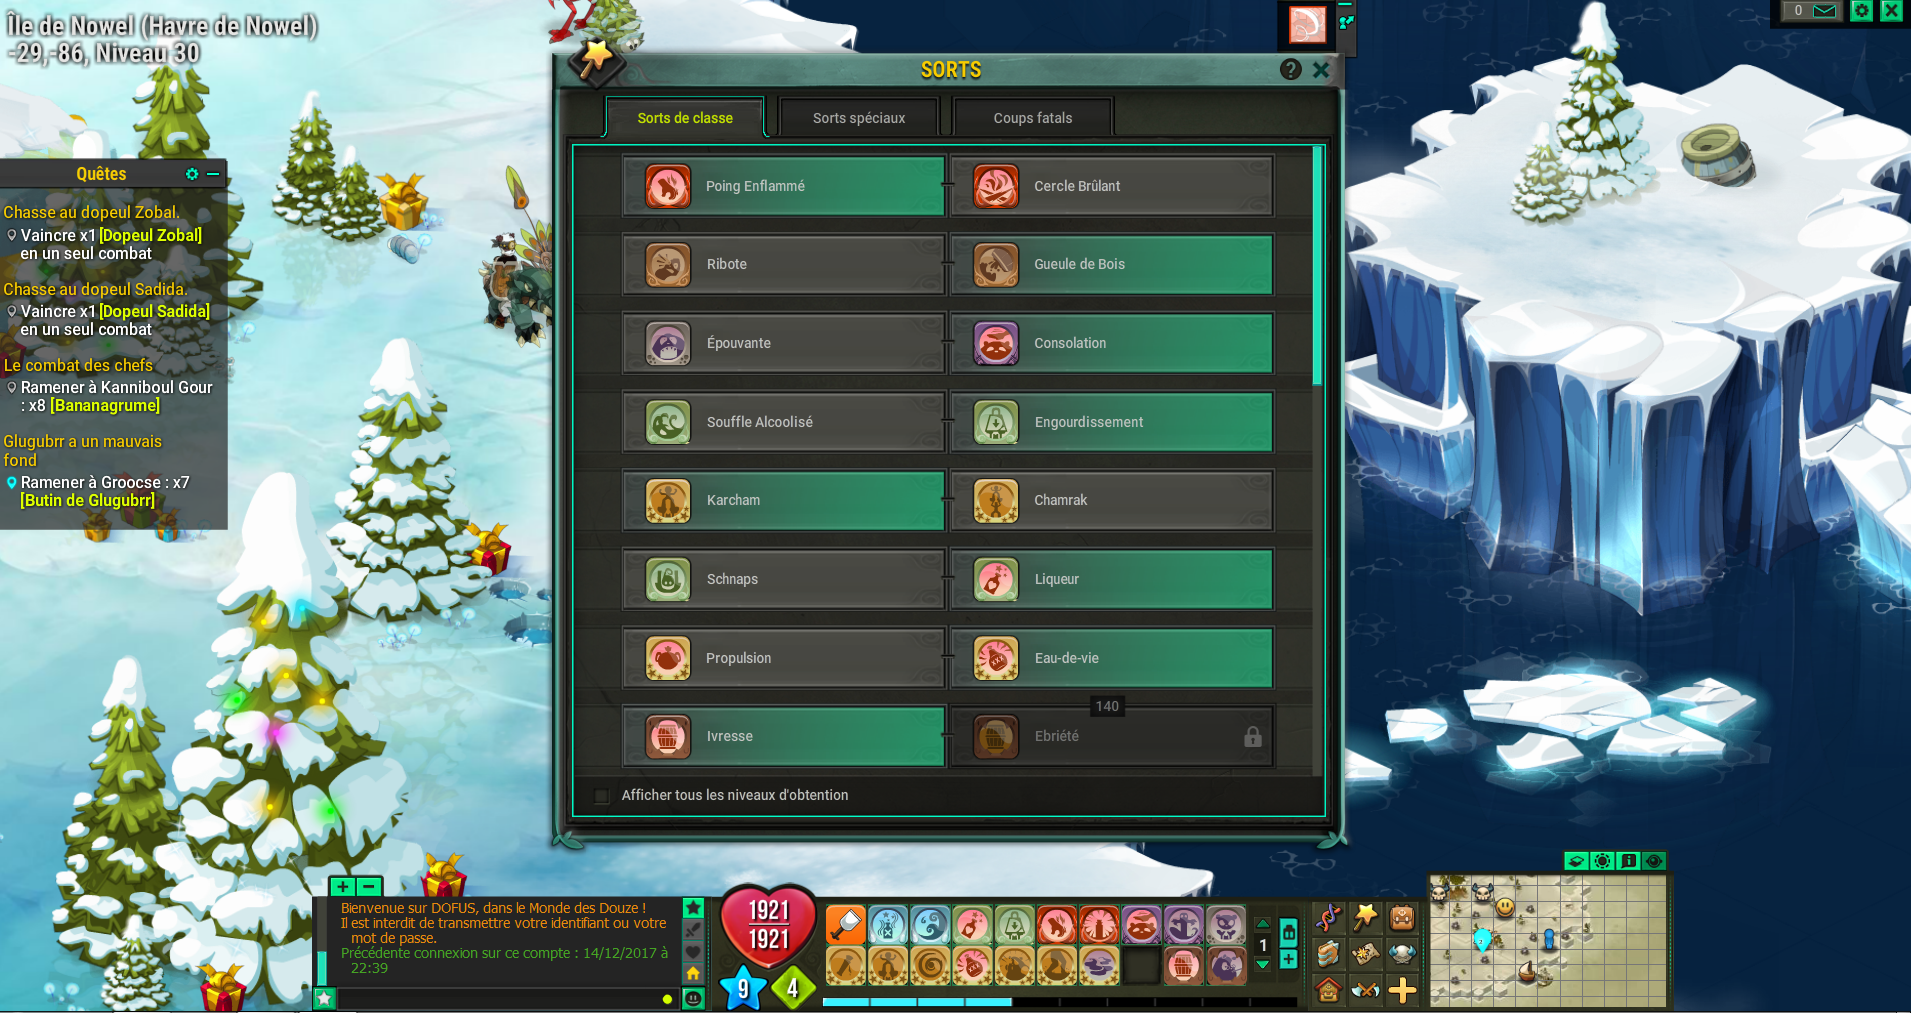 Île de Nowel (Havre de Nowel)
-29,-86, Niveau 30
0
SORTS
?
Sorts de classe
Sorts spéciaux
Coups fatals
Quêtes
Chasse au dopeul Zobal.
Vaincre x1 [Dopeul Zobal]
en un seul combat
Chasse au dopeul Sadida.
Vaincre x1 [Dopeul Sadida]
en un seul combat
Le combat des chefs
Ramener à Kanniboul Gour
: x8 [Bananagrume]
Glugubrr a un mauvais
fond
Ramener à Groocse : x7
[Butin de Glugubrr]
Poing Enflammé
Cercle Brûlant
Ribote
Gueule de Bois
Épouvante
Consolation
Souffle Alcoolisé
Engourdissement
Karcham
Chamrak
Schnaps
Liqueur
Propulsion
Eau-de-vie
140
Ivresse
Ebriété
Afficher tous les niveaux d'obtention
Bienvenue sur DOFUS, dans le Monde des Douze !
Il est interdit de transmettre votre identifiant ou votre
mot de passe.
Précédente connexion sur ce compte : 14/12/2017 à
22:39
1921
1921
9
4
1